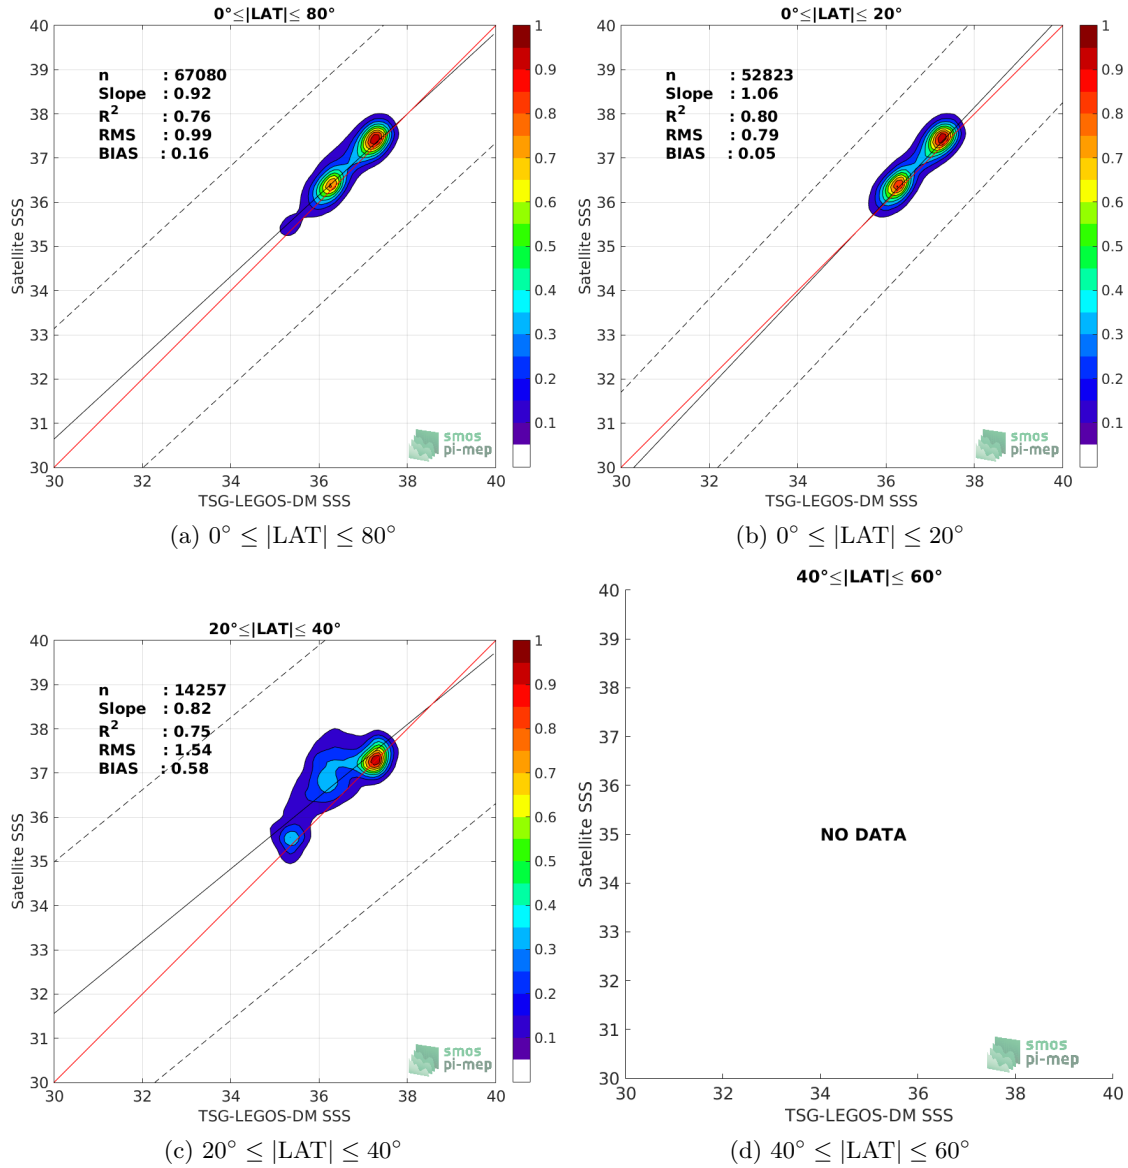 0°≤|LAT|≤ 80°
n : 67080
Slope : 0.92
R² : 0.76
RMS : 0.99
BIAS : 0.16
40
39
38
37
36
35
34
33
32
31
30
30 32 34 36 38 40
Satellite SSS
TSG-LEGOS-DM SSS
1
0.9
0.8
0.7
0.6
0.5
0.4
0.3
0.2
0.1
smos
pi-mep
(a) 0° ≤ |LAT| ≤ 80°
0°≤|LAT|≤ 20°
n : 52823
Slope : 1.06
R² : 0.80
RMS : 0.79
BIAS : 0.05
40
39
38
37
36
35
34
33
32
31
30
30 32 34 36 38 40
Satellite SSS
TSG-LEGOS-DM SSS
1
0.9
0.8
0.7
0.6
0.5
0.4
0.3
0.2
0.1
smos
pi-mep
(b) 0° ≤ |LAT| ≤ 20°
20°≤|LAT|≤ 40°
n : 14257
Slope : 0.82
R² : 0.75
RMS : 1.54
BIAS : 0.58
40
39
38
37
36
35
34
33
32
31
30
30 32 34 36 38 40
Satellite SSS
TSG-LEGOS-DM SSS
1
0.9
0.8
0.7
0.6
0.5
0.4
0.3
0.2
0.1
smos
pi-mep
(c) 20° ≤ |LAT| ≤ 40°
40°≤|LAT|≤ 60°
40
39
38
37
36
35
34
33
32
31
30
30 32 34 36 38 40
Satellite SSS
NO DATA
TSG-LEGOS-DM SSS
smos
pi-mep
(d) 40° ≤ |LAT| ≤ 60°